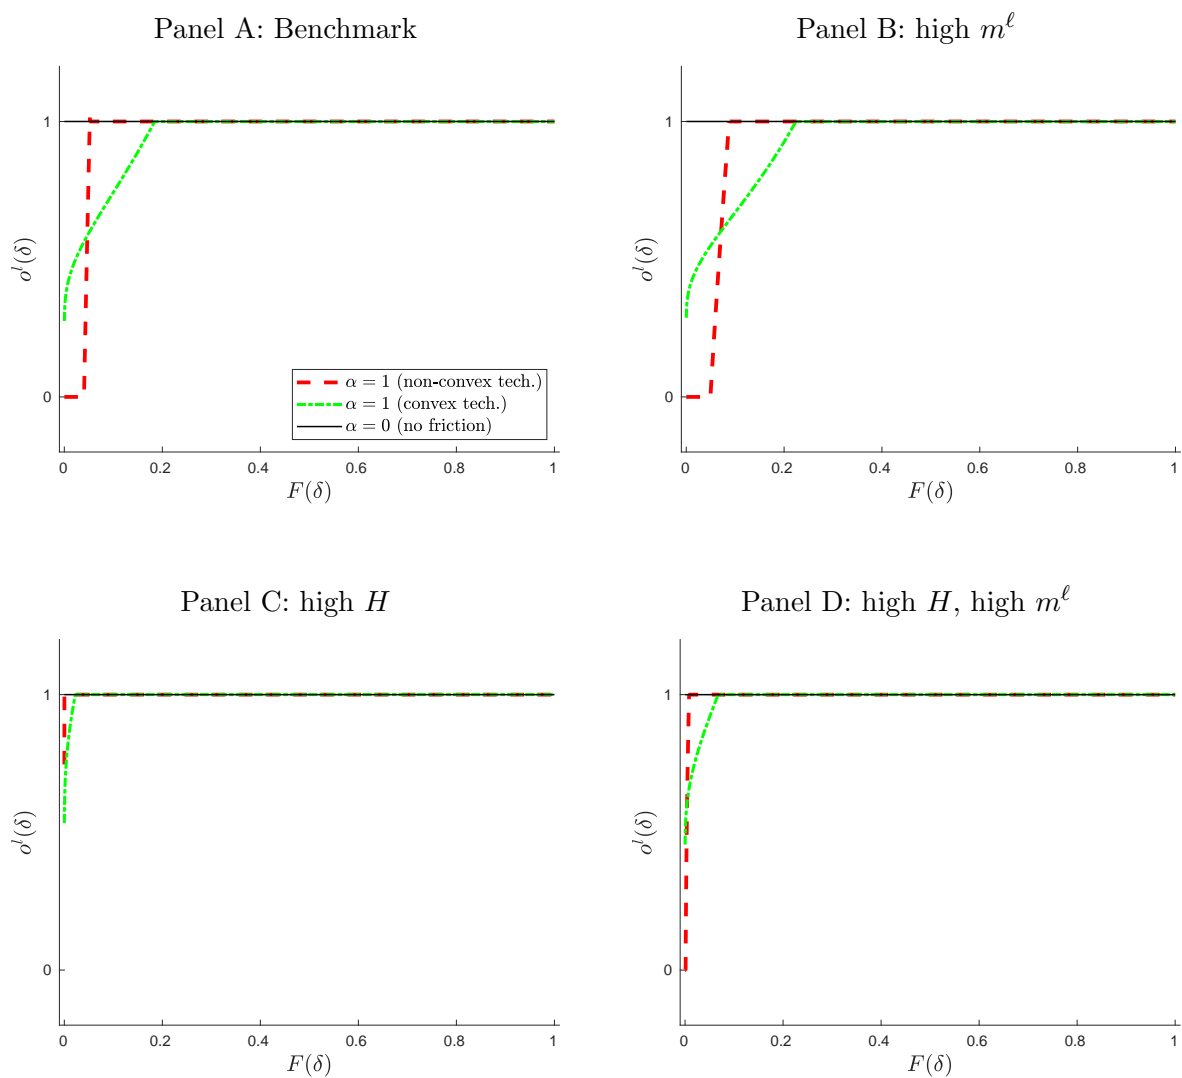 Panel A: Benchmark
1
0
o^l(δ)
α = 1 (non-convex tech.)
α = 1 (convex tech.)
α = 0 (no friction)
0 0.2 0.4 0.6 0.8 1
F(δ)
Panel B: high m^ℓ
1
0
o^l(δ)
0 0.2 0.4 0.6 0.8 1
F(δ)
Panel C: high H
1
0
o^l(δ)
0 0.2 0.4 0.6 0.8 1
F(δ)
Panel D: high H, high m^ℓ
1
0
o^l(δ)
0 0.2 0.4 0.6 0.8 1
F(δ)